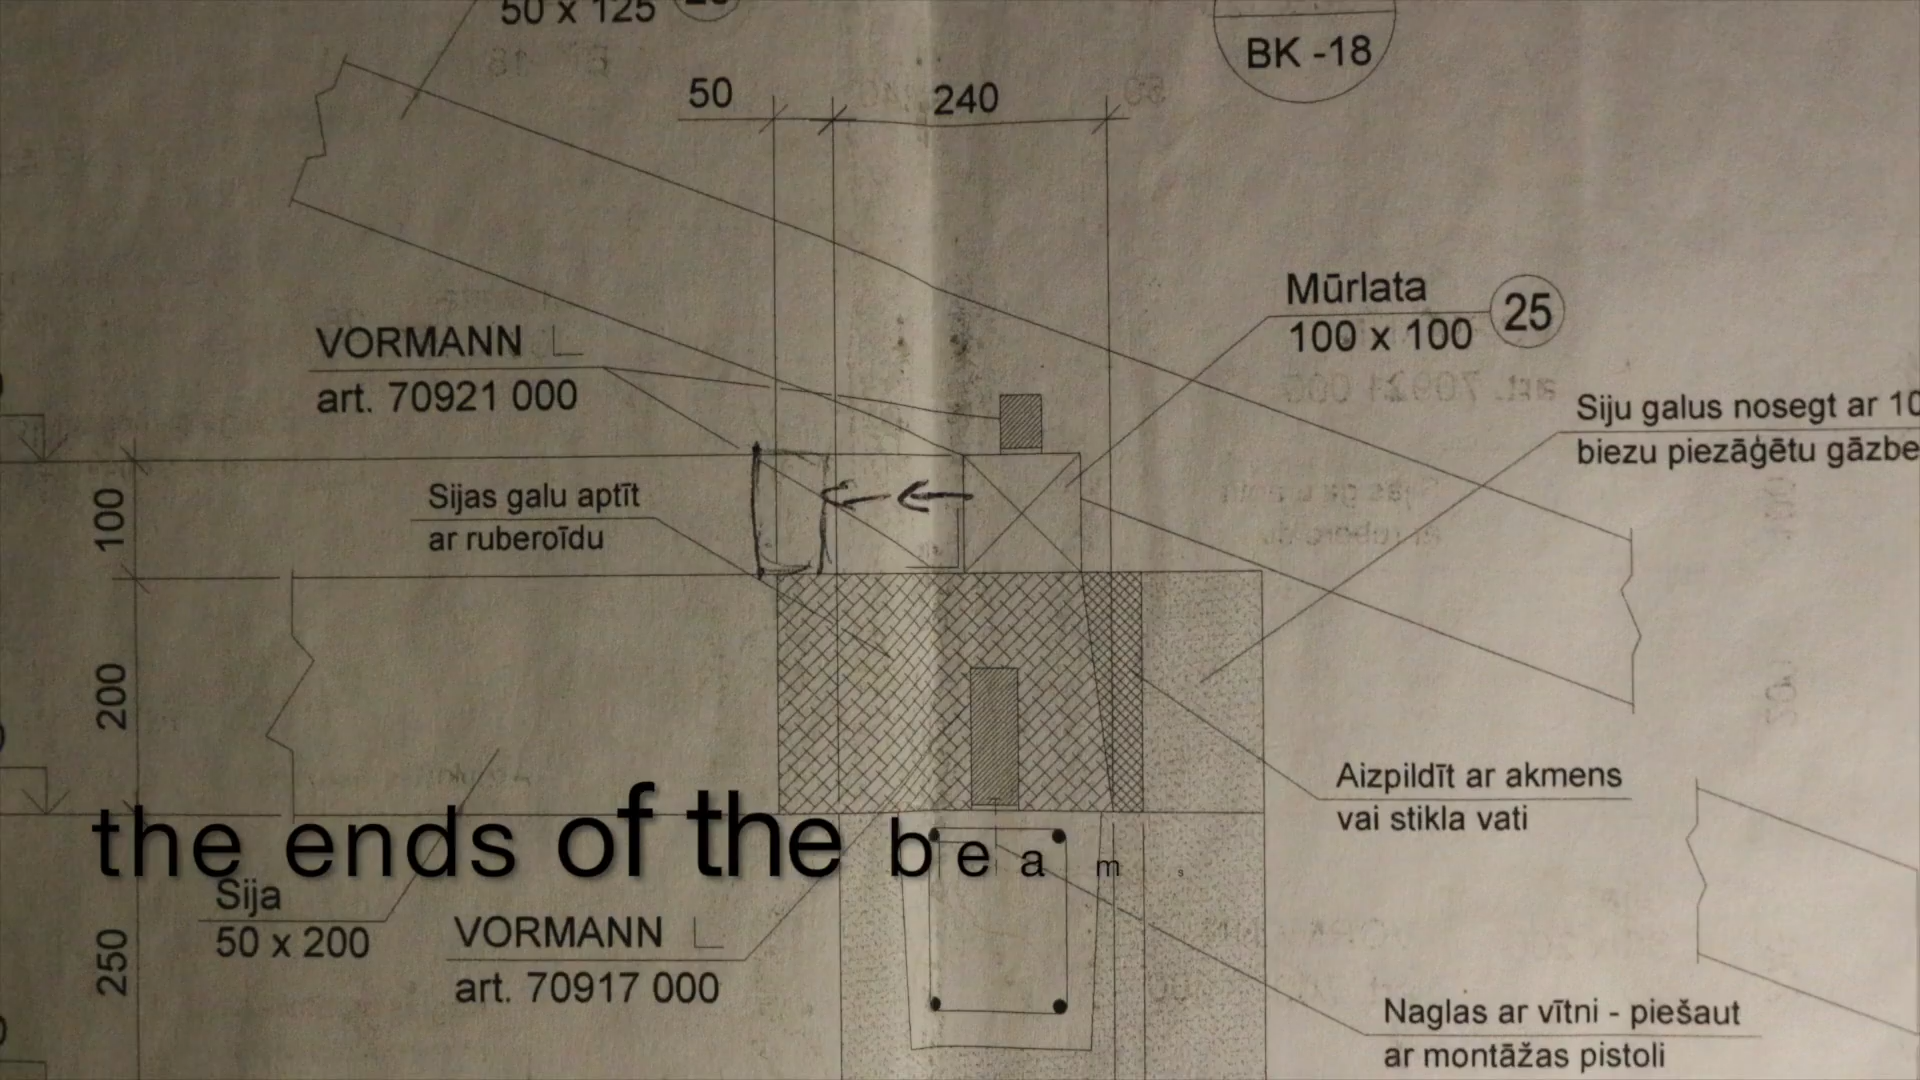 50 x 125
BK -18
50
240
Mūrlata
100 x 100
25
VORMANN
art. 70921 000
Siju galus nosegt ar 10
biezu piezāģētu gāzbe
Sijas galu aptīt
ar ruberoīdu
100
200
250
Aizpildīt ar akmens
vai stikla vati
the ends of the beams
Sija
50 x 200
VORMANN
art. 70917 000
Naglas ar vītni - piešaut
ar montāžas pistoli